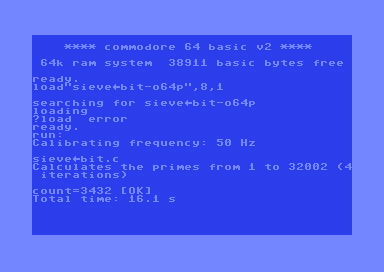 **** commodore 64 basic v2 ****
64k ram system  38911 basic bytes free
ready.
load"sieve←bit-o64p",8,1
searching for sieve←bit-o64p
loading
?load  error
ready.
run:
Calibrating frequency: 50 Hz
sieve←bit.c
Calculates the primes from 1 to 32002 (4
 iterations)
count=3432 [OK]
Total time: 16.1 s